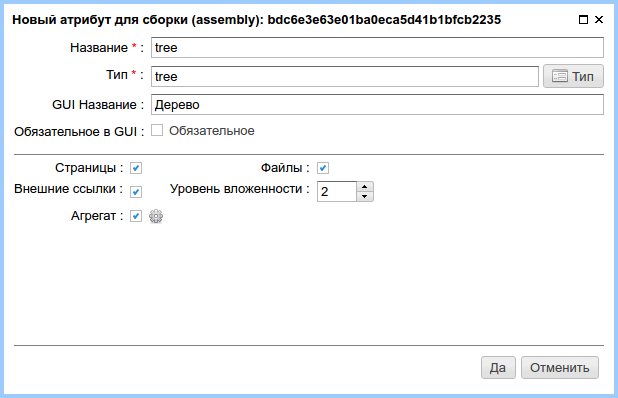 Новый атрибут для сборки (assembly): bdc6e3e63e01ba0eca5d41b1bfcb2235
Название * : tree
Тип * : tree Тип
GUI Название : Дерево
Обязательное в GUI : Обязательное
Страницы : Файлы :
Внешние ссылки : Уровень вложенности : 2
Агрегат :
Да Отменить